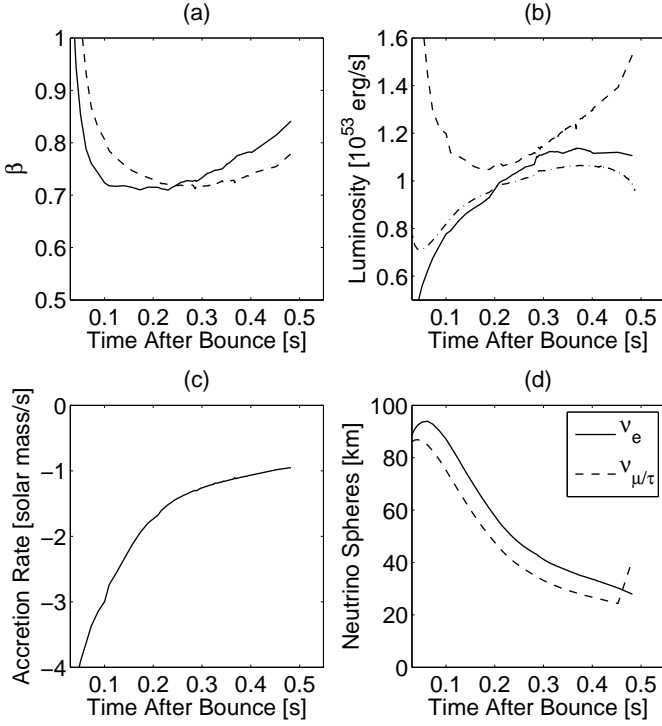 (a)
1
0.9
0.8
0.7
0.6
0.5
β
0.1 0.2 0.3 0.4 0.5
Time After Bounce [s]
(b)
1.6
1.4
1.2
1
0.8
0.6
Luminosity [10^53 erg/s]
0.1 0.2 0.3 0.4 0.5
Time After Bounce [s]
(c)
−0
−1
−2
−3
−4
Accretion Rate [solar mass/s]
0.1 0.2 0.3 0.4 0.5
Time After Bounce [s]
(d)
100
80
60
40
20
0
Neutrino Spheres [km]
ν_e
ν_μ/τ
0.1 0.2 0.3 0.4 0.5
Time After Bounce [s]